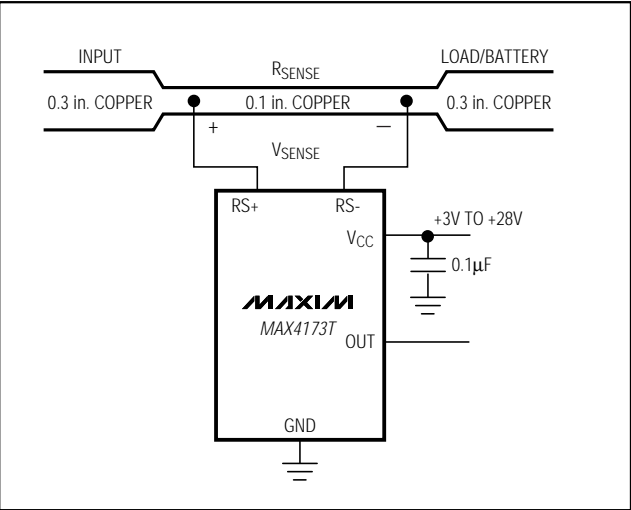 INPUT
LOAD/BATTERY
RSENSE
0.3 in. COPPER
0.1 in. COPPER
0.3 in. COPPER
+
—
VSENSE
RS+
RS-
+3V TO +28V
VCC
0.1μF
MAXIM
MAX4173T
OUT
GND